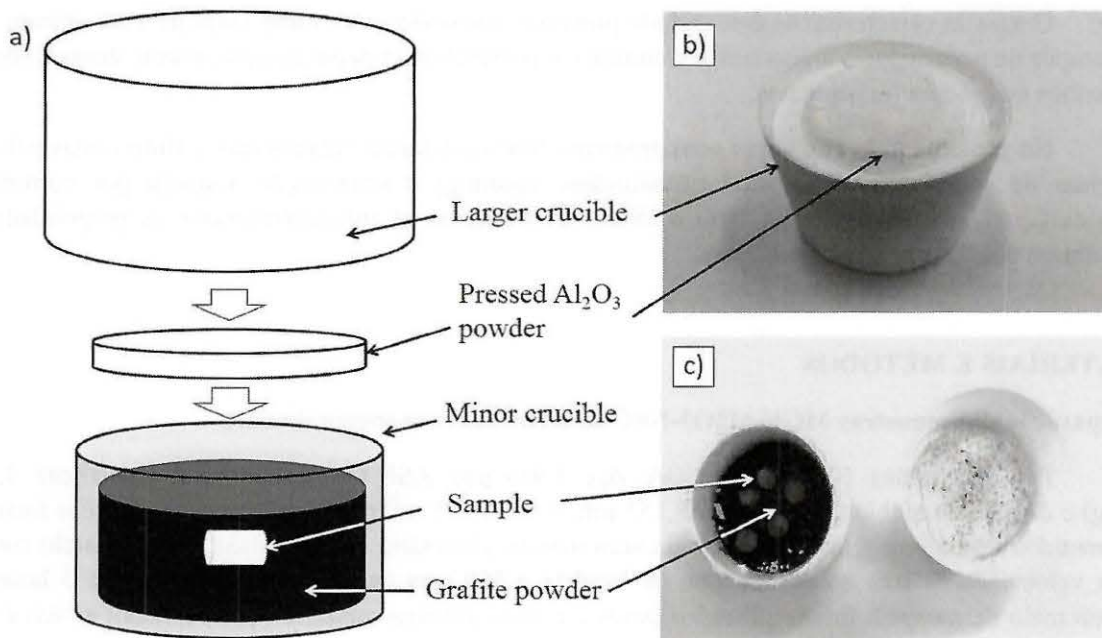 a)
b)
Larger crucible
Pressed Al₂O₃
powder
c)
Minor crucible
Sample
Grafite powder